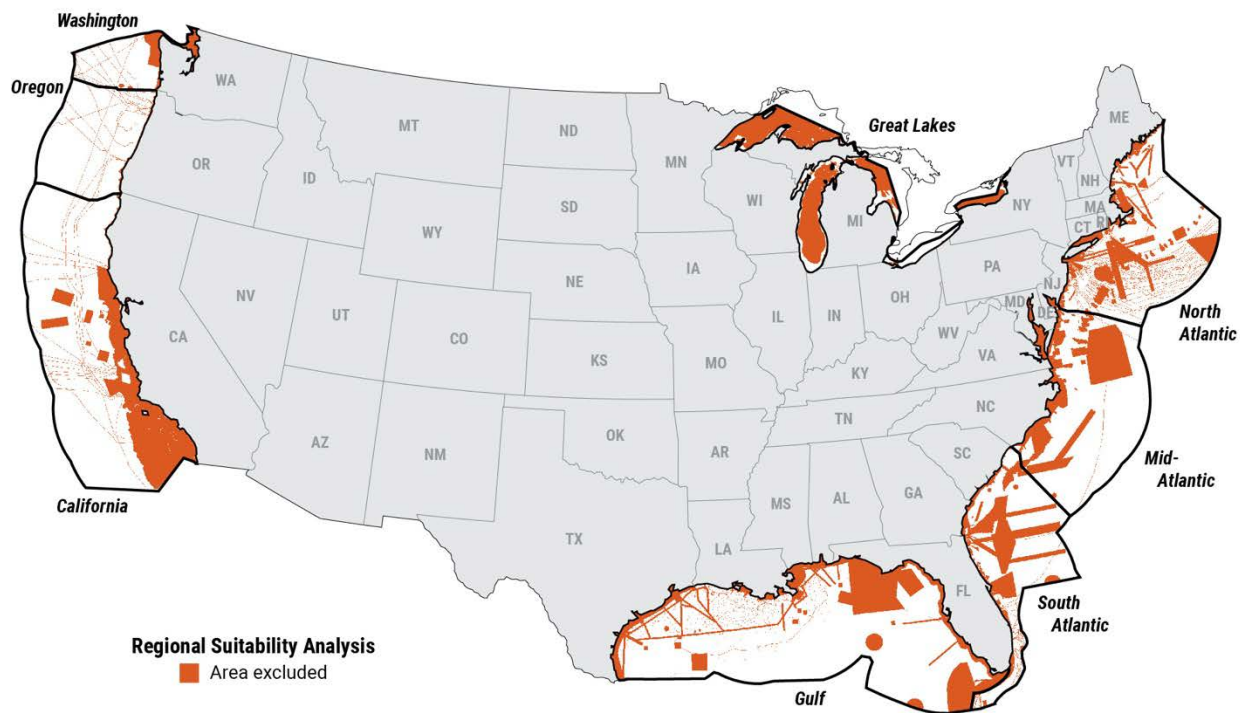 Washington
Oregon
California
Great Lakes
North
Atlantic
Mid-
Atlantic
South
Atlantic
Gulf
WA
OR
CA
NV
ID
MT
WY
UT
AZ
CO
NM
ND
SD
NE
KS
OK
TX
MN
IA
MO
AR
LA
WI
IL
MI
IN
OH
KY
TN
MS
AL
GA
FL
SC
NC
VA
WV
PA
NY
MD
DE
NJ
CT
RI
MA
VT
NH
ME
Regional Suitability Analysis
Area excluded